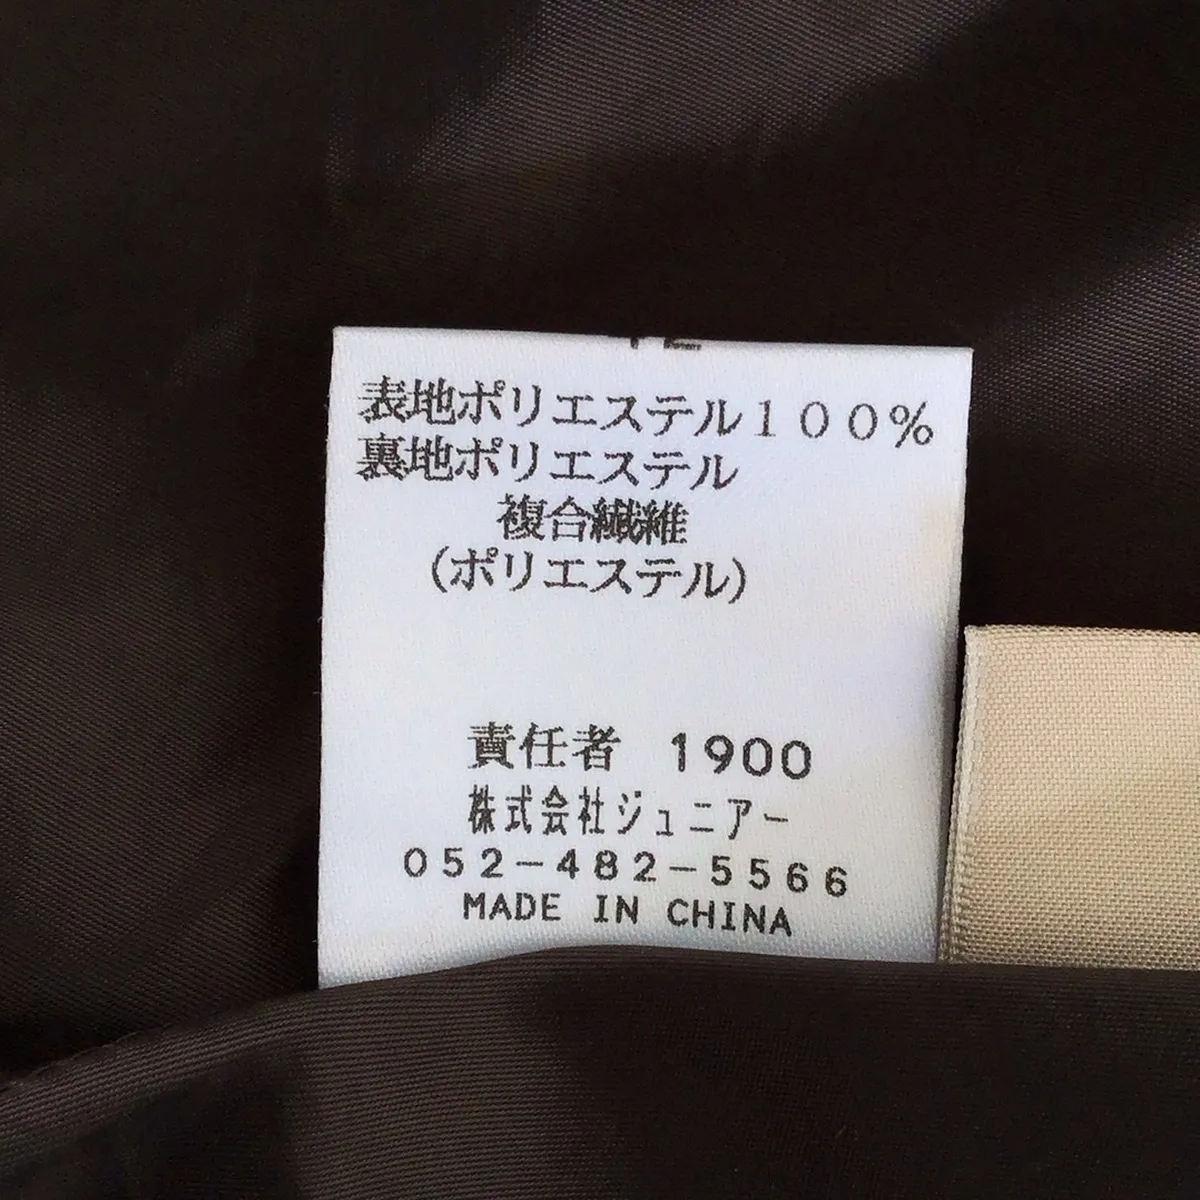 表地ポリエステル１００％
裏地ポリエステル
複合繊維
(ポリエステル)
責任者 1900
株式会社ジュニアー
052-482-5566
MADE IN CHINA